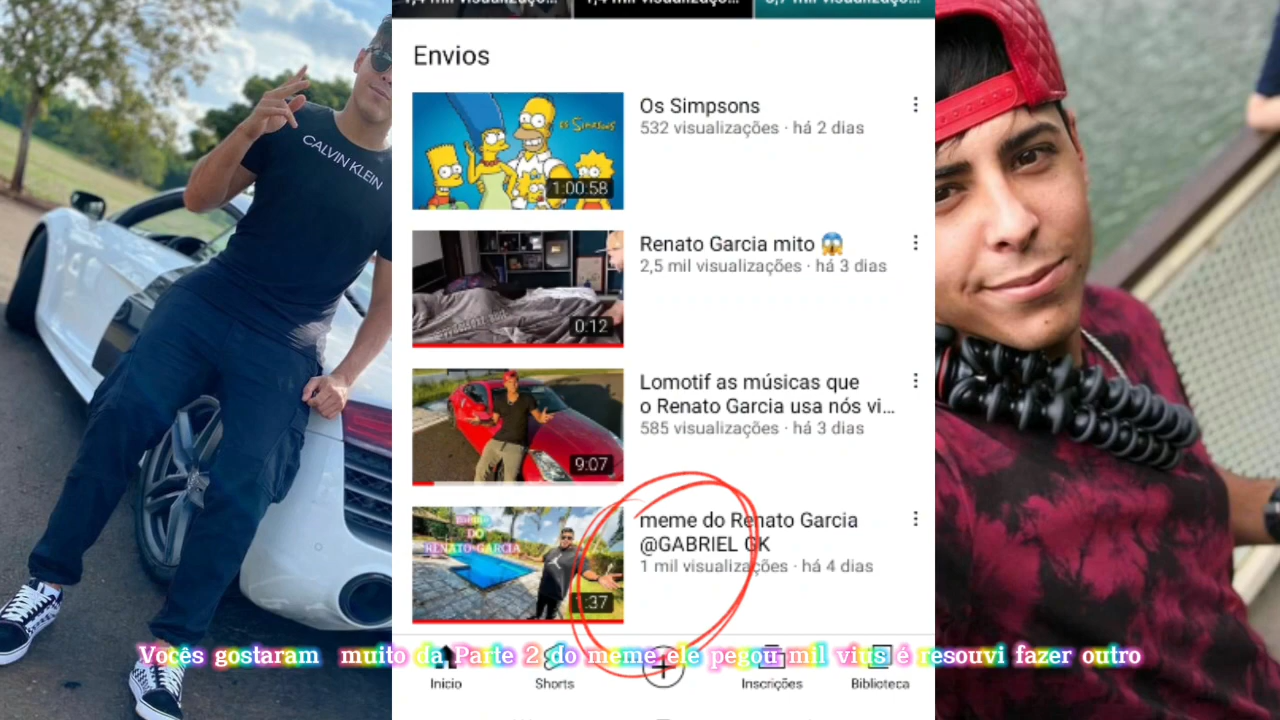 Envios
os Simpsons
1:00:58
Os Simpsons
532 visualizações · há 2 dias
0:12
Renato Garcia mito 😱
2,5 mil visualizações · há 3 dias
9:07
Lomotif as músicas que
o Renato Garcia usa nós vi...
585 visualizações · há 3 dias
DO
RENATO GARCIA
1:37
meme do Renato Garcia
@GABRIEL GK
1 mil visualizações · há 4 dias
CALVIN KLEIN
Vocês gostaram muito da Parte 2 do meme ele pegou mil vius é resouvi fazer outro
Inicio
Shorts
Inscrições
Biblioteca